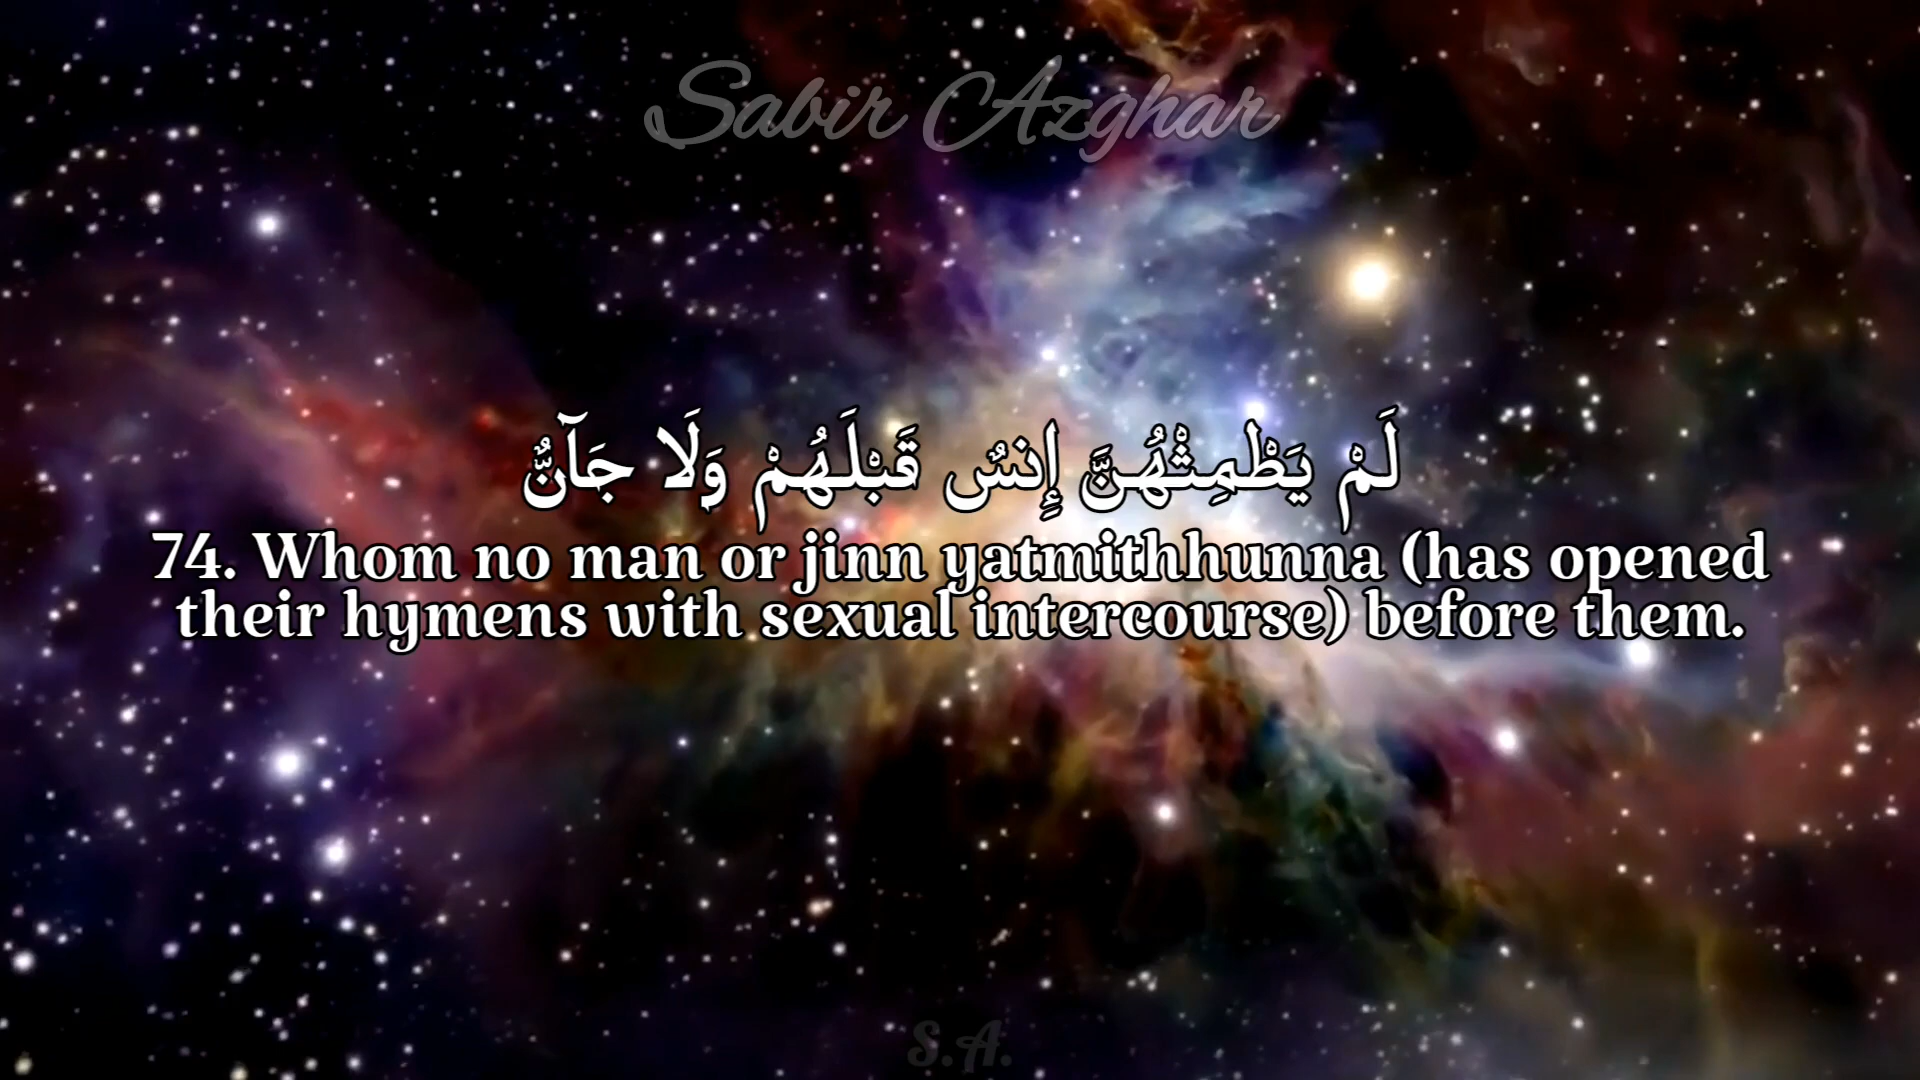 Sabir Azghar
لَمْ يَطْمِثْهُنَّ إِنسٌ قَبْلَهُمْ وَلَا جَآنٌّ
74. Whom no man or jinn yatmithhunna (has opened
their hymens with sexual intercourse) before them.
S.A.